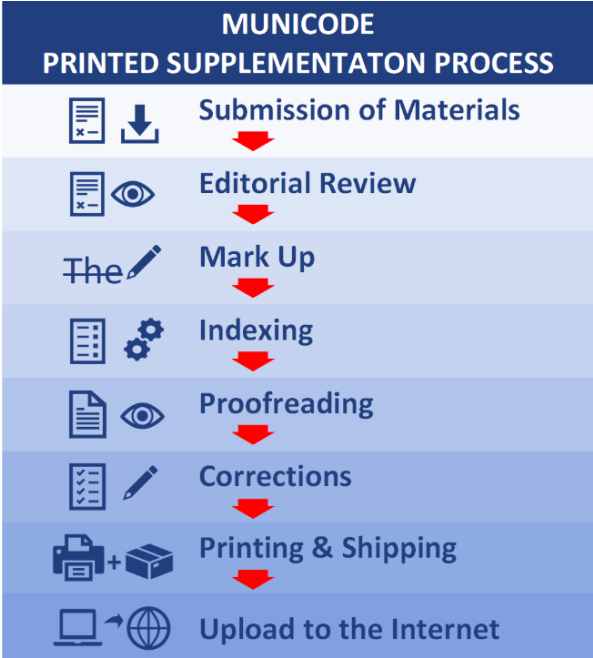 MUNICODE
PRINTED SUPPLEMENTATON PROCESS
Submission of Materials
Editorial Review
The
Mark Up
Indexing
Proofreading
Corrections
Printing & Shipping
Upload to the Internet